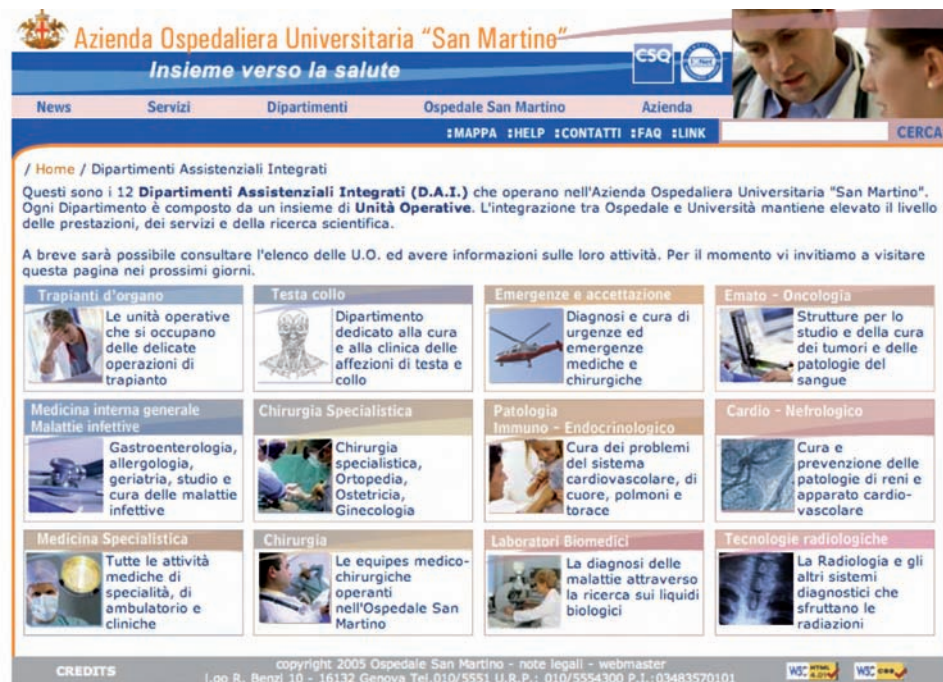 Azienda Ospedaliera Universitaria “San Martino”
Insieme verso la salute
CSQ
News Servizi Dipartimenti Ospedale San Martino Azienda
MAPPA HELP CONTATTI FAQ LINK CERCA
/ Home / Dipartimenti Assistenziali Integrati
Questi sono i 12 Dipartimenti Assistenziali Integrati (D.A.I.) che operano nell'Azienda Ospedaliera Universitaria "San Martino".
Ogni Dipartimento è composto da un insieme di Unità Operative. L'integrazione tra Ospedale e Università mantiene elevato il livello
delle prestazioni, dei servizi e della ricerca scientifica.
A breve sarà possibile consultare l'elenco delle U.O. ed avere informazioni sulle loro attività. Per il momento vi invitiamo a visitare
questa pagina nei prossimi giorni.
Trapianti d'organo
Le unità operative
che si occupano
delle delicate
operazioni di
trapianto
Testa collo
Dipartimento
dedicato alla cura
e alla clinica delle
affezioni di testa e
collo
Emergenze e accettazione
Diagnosi e cura di
urgenze ed
emergenze
mediche e
chirurgiche
Emato - Oncologia
Strutture per lo
studio e della cura
dei tumori e delle
patologie del
sangue
Medicina interna generale
Malattie infettive
Gastroenterologia,
allergologia,
geriatria, studio e
cura delle malattie
infettive
Chirurgia Specialistica
Chirurgia
specialistica,
Ortopedia,
Ostetricia,
Ginecologia
Patologia
Immuno - Endocrinologico
Cura dei problemi
del sistema
cardiovascolare, di
cuore, polmoni e
torace
Cardio - Nefrologico
Cura e
prevenzione delle
patologie di reni e
apparato cardio-
vascolare
Medicina Specialistica
Tutte le attività
mediche di
specialità, di
ambulatorio e
cliniche
Chirurgia
Le equipes medico-
chirurgiche
operanti
nell'Ospedale San
Martino
Laboratori Biomedici
La diagnosi delle
malattie attraverso
la ricerca sui liquidi
biologici
Tecnologie radiologiche
La Radiologia e gli
altri sistemi
diagnostici che
sfruttano le
radiazioni
CREDITS
copyright 2005 Ospedale San Martino - note legali - webmaster
l.go R. Benzi 10 - 16132 Genova Tel.010/5551 U.R.P.: 010/5554300 P.I.:03483570101
W3C HTML 4.01
W3C css